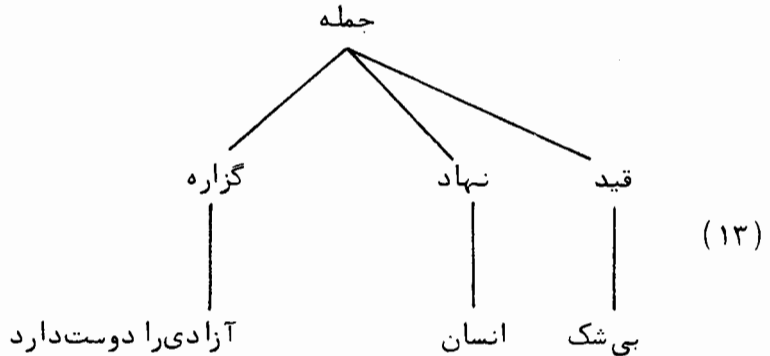 جمله
قید نهاد گزاره
(۱۳)
بی‌شک انسان آزادی‌را دوست‌دارد